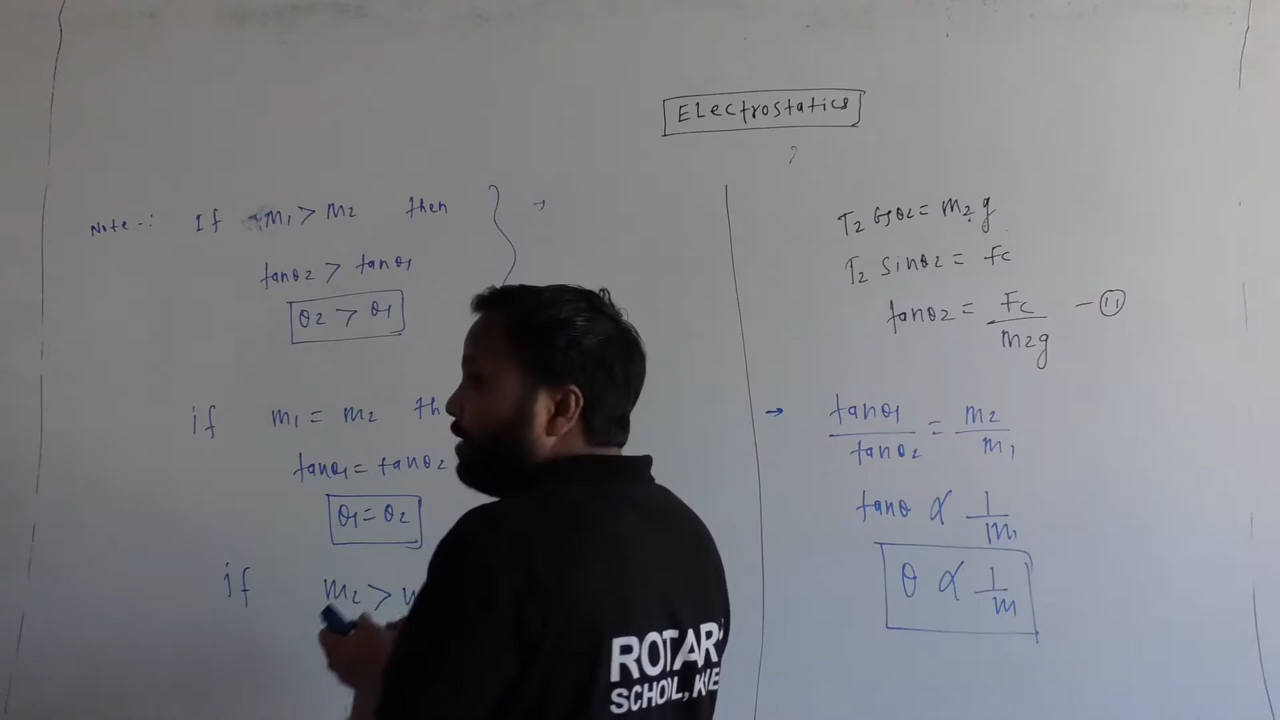 Electrostatics
Note-: If m₁ > m₂ then
tanθ₂ > tanθ₁
θ₂ > θ₁
if m₁ = m₂
tanθ₁ = tanθ₂
θ₁ = θ₂
if m₂ >
T₂ cosθ₂ = m₂g
T₂ sinθ₂ = Fc
tanθ₂ = Fc / m₂g - (11)
→ tanθ₁ / tanθ₂ = m₂ / m₁
tanθ ∝ 1/m₁
θ ∝ 1/m
ROTAR
SCHOOL,